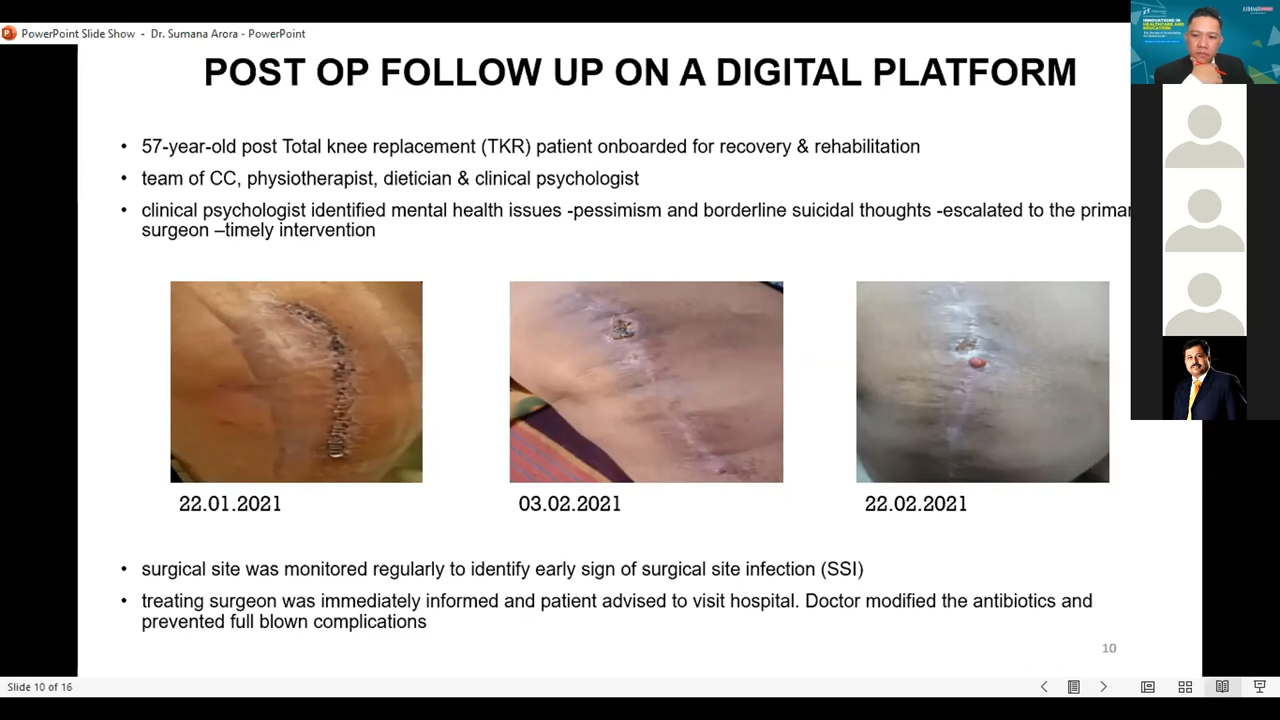 PowerPoint Slide Show - Dr. Sumana Arora - PowerPoint
POST OP FOLLOW UP ON A DIGITAL PLATFORM
• 57-year-old post Total knee replacement (TKR) patient onboarded for recovery & rehabilitation
• team of CC, physiotherapist, dietician & clinical psychologist
• clinical psychologist identified mental health issues -pessimism and borderline suicidal thoughts -escalated to the primar
surgeon –timely intervention
22.01.2021
03.02.2021
22.02.2021
• surgical site was monitored regularly to identify early sign of surgical site infection (SSI)
• treating surgeon was immediately informed and patient advised to visit hospital. Doctor modified the antibiotics and
prevented full blown complications
10
Slide 10 of 16
INNOVATIONS IN
HEALTHCARE AND
EDUCATION